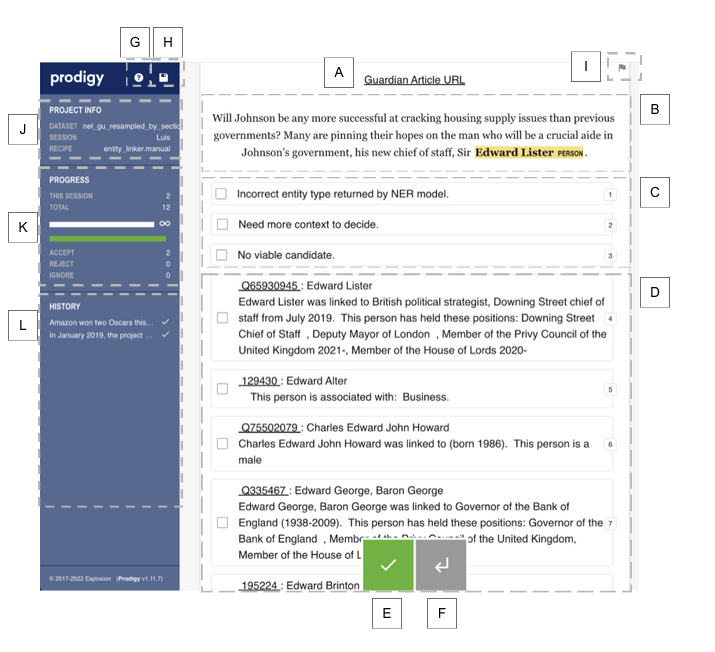 G
H
I
A
Guardian Article URL
prodigy
?
B
J
PROJECT INFO
DATASET nel_gu_resampled_by_sectic
SESSION Luis
RECIPE entity_linker.manual
Will Johnson be any more successful at cracking housing supply issues than previous
governments? Many are pinning their hopes on the man who will be a crucial aide in
Johnson's government, his new chief of staff, Sir Edward Lister PERSON .
K
PROGRESS
THIS SESSION 2
TOTAL 12
∞
ACCEPT 2
REJECT 0
IGNORE 0
C
Incorrect entity type returned by NER model. 1
Need more context to decide. 2
No viable candidate. 3
L
HISTORY
Amazon won two Oscars this...
In January 2019, the project ...
D
Q65930945 : Edward Lister
Edward Lister was linked to British political strategist, Downing Street chief of
staff from July 2019. This person has held these positions: Downing Street 4
Chief of Staff , Deputy Mayor of London , Member of the Privy Council of the
United Kingdom 2021-, Member of the House of Lords 2020-
129430 : Edward Alter
This person is associated with: Business. 5
Q75502079 : Charles Edward John Howard
Charles Edward John Howard was linked to (born 1986). This person is a 6
male
Q335467 : Edward George, Baron George
Edward George, Baron George was linked to Governor of the Bank of
England (1938-2009). This person has held these positions: Governor of the 7
Bank of England , Member of the Privy Council of the United Kingdom,
Member of the House of L
195224 : Edward Brinton
© 2017-2022 Explosion (Prodigy v1.11.7)
E
F